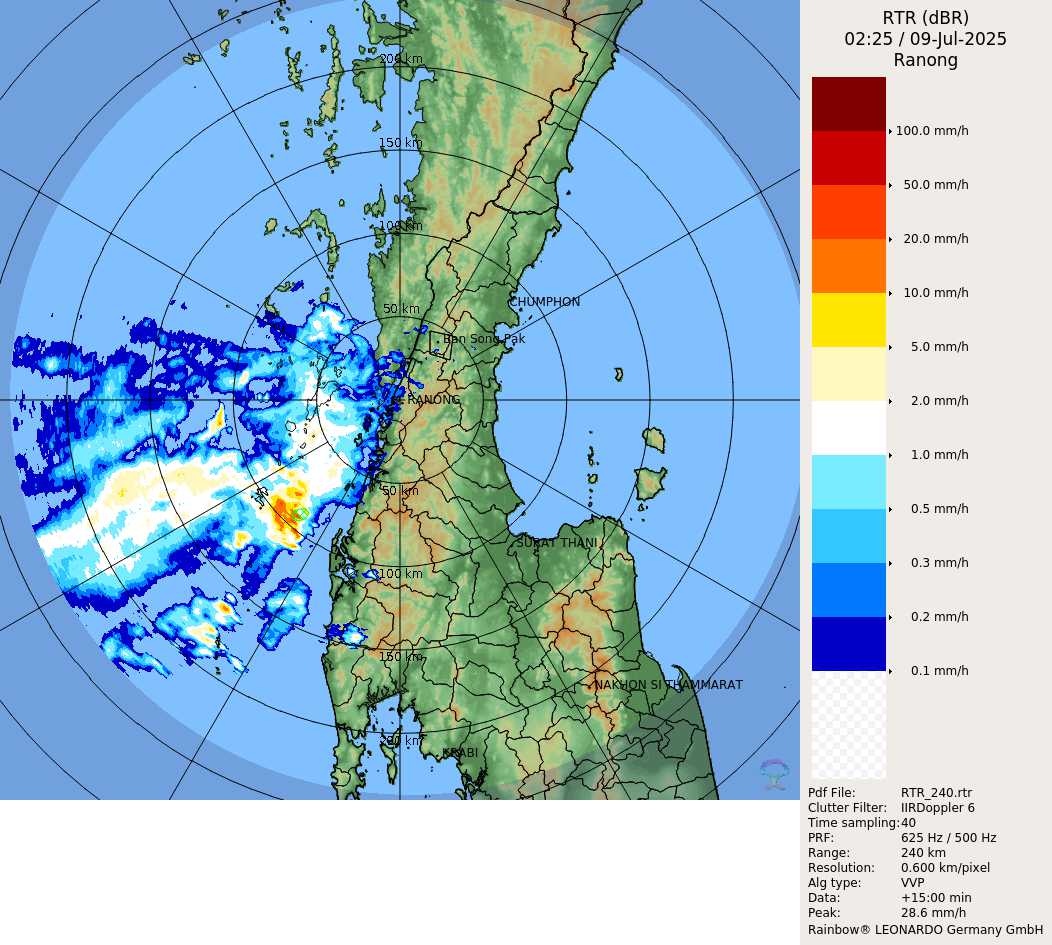 200 km
150 km
100 km
50 km
CHUMPHON
Ban Song Pak
RANONG
50 km
SURAT THANI
100 km
150 km
NAKHON SI THAMMARAT
200 km
KRABI
RTR (dBR)
02:25 / 09-Jul-2025
Ranong
100.0 mm/h
50.0 mm/h
20.0 mm/h
10.0 mm/h
5.0 mm/h
2.0 mm/h
1.0 mm/h
0.5 mm/h
0.3 mm/h
0.2 mm/h
0.1 mm/h
Pdf File: RTR_240.rtr
Clutter Filter: IIRDoppler 6
Time sampling: 40
PRF: 625 Hz / 500 Hz
Range: 240 km
Resolution: 0.600 km/pixel
Alg type: VVP
Data: +15:00 min
Peak: 28.6 mm/h
Rainbow® LEONARDO Germany GmbH